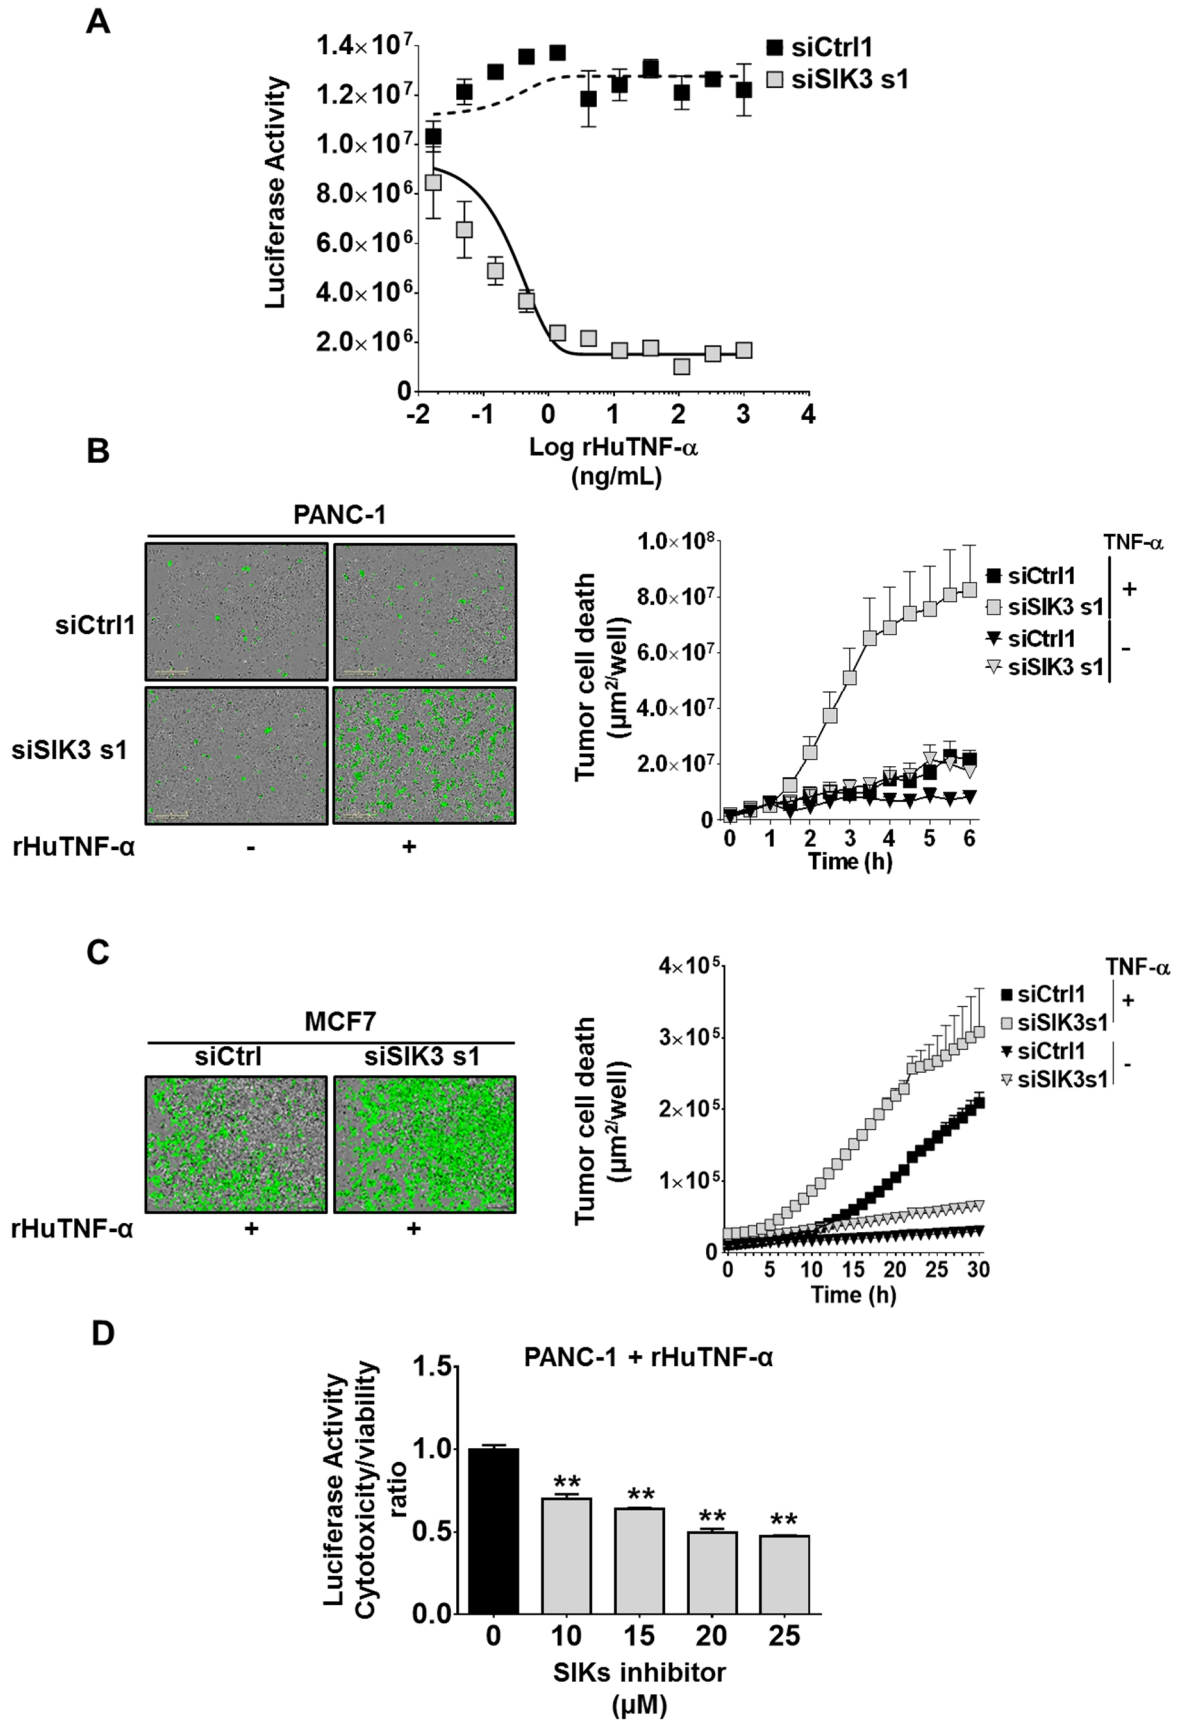 A
1.4×10⁷
1.2×10⁷
1.0×10⁷
8.0×10⁶
6.0×10⁶
4.0×10⁶
2.0×10⁶
0
Luciferase Activity
siCtrl1
siSIK3 s1
-2 -1 0 1 2 3 4
Log rHuTNF-α
(ng/mL)
B
PANC-1
siCtrl1
siSIK3 s1
rHuTNF-α - +
Tumor cell death
(µm²/well)
1.0×10⁸
8.0×10⁷
6.0×10⁷
4.0×10⁷
2.0×10⁷
0
0 1 2 3 4 5 6
Time (h)
TNF-α
siCtrl1
siSIK3 s1
+
siCtrl1
siSIK3 s1
-
C
MCF7
siCtrl siSIK3 s1
rHuTNF-α + +
Tumor cell death
(µm²/well)
4×10⁵
3×10⁵
2×10⁵
1×10⁵
0
0 5 10 15 20 25 30
Time (h)
TNF-α
siCtrl1
siSIK3s1
+
siCtrl1
siSIK3s1
-
D
PANC-1 + rHuTNF-α
Luciferase Activity
Cytotoxicity/viability
ratio
1.5
1.0
0.5
0.0
** ** ** **
0 10 15 20 25
SIKs inhibitor
(µM)